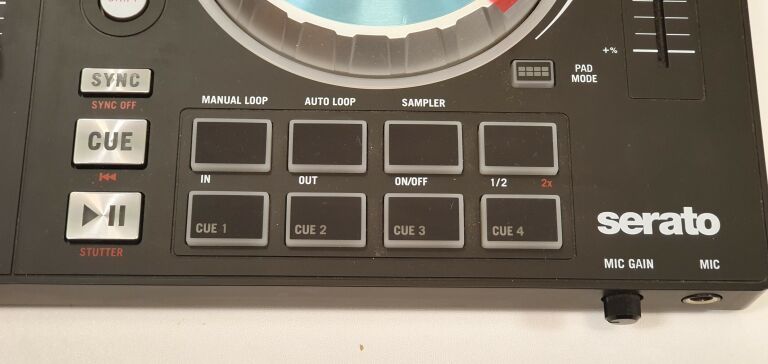 SHIFT
+%
PAD
MODE
SYNC
SYNC OFF
MANUAL LOOP
AUTO LOOP
SAMPLER
CUE
IN
OUT
ON/OFF
1/2
2x
CUE 1
CUE 2
CUE 3
CUE 4
STUTTER
serato
MIC GAIN
MIC